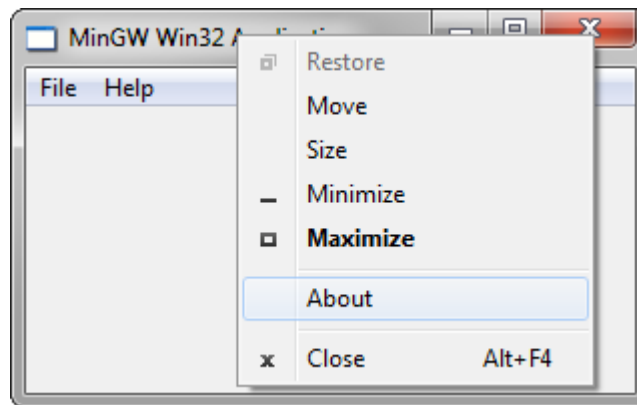 MinGW Win32
File Help
Restore
Move
Size
Minimize
Maximize
About
Close Alt+F4